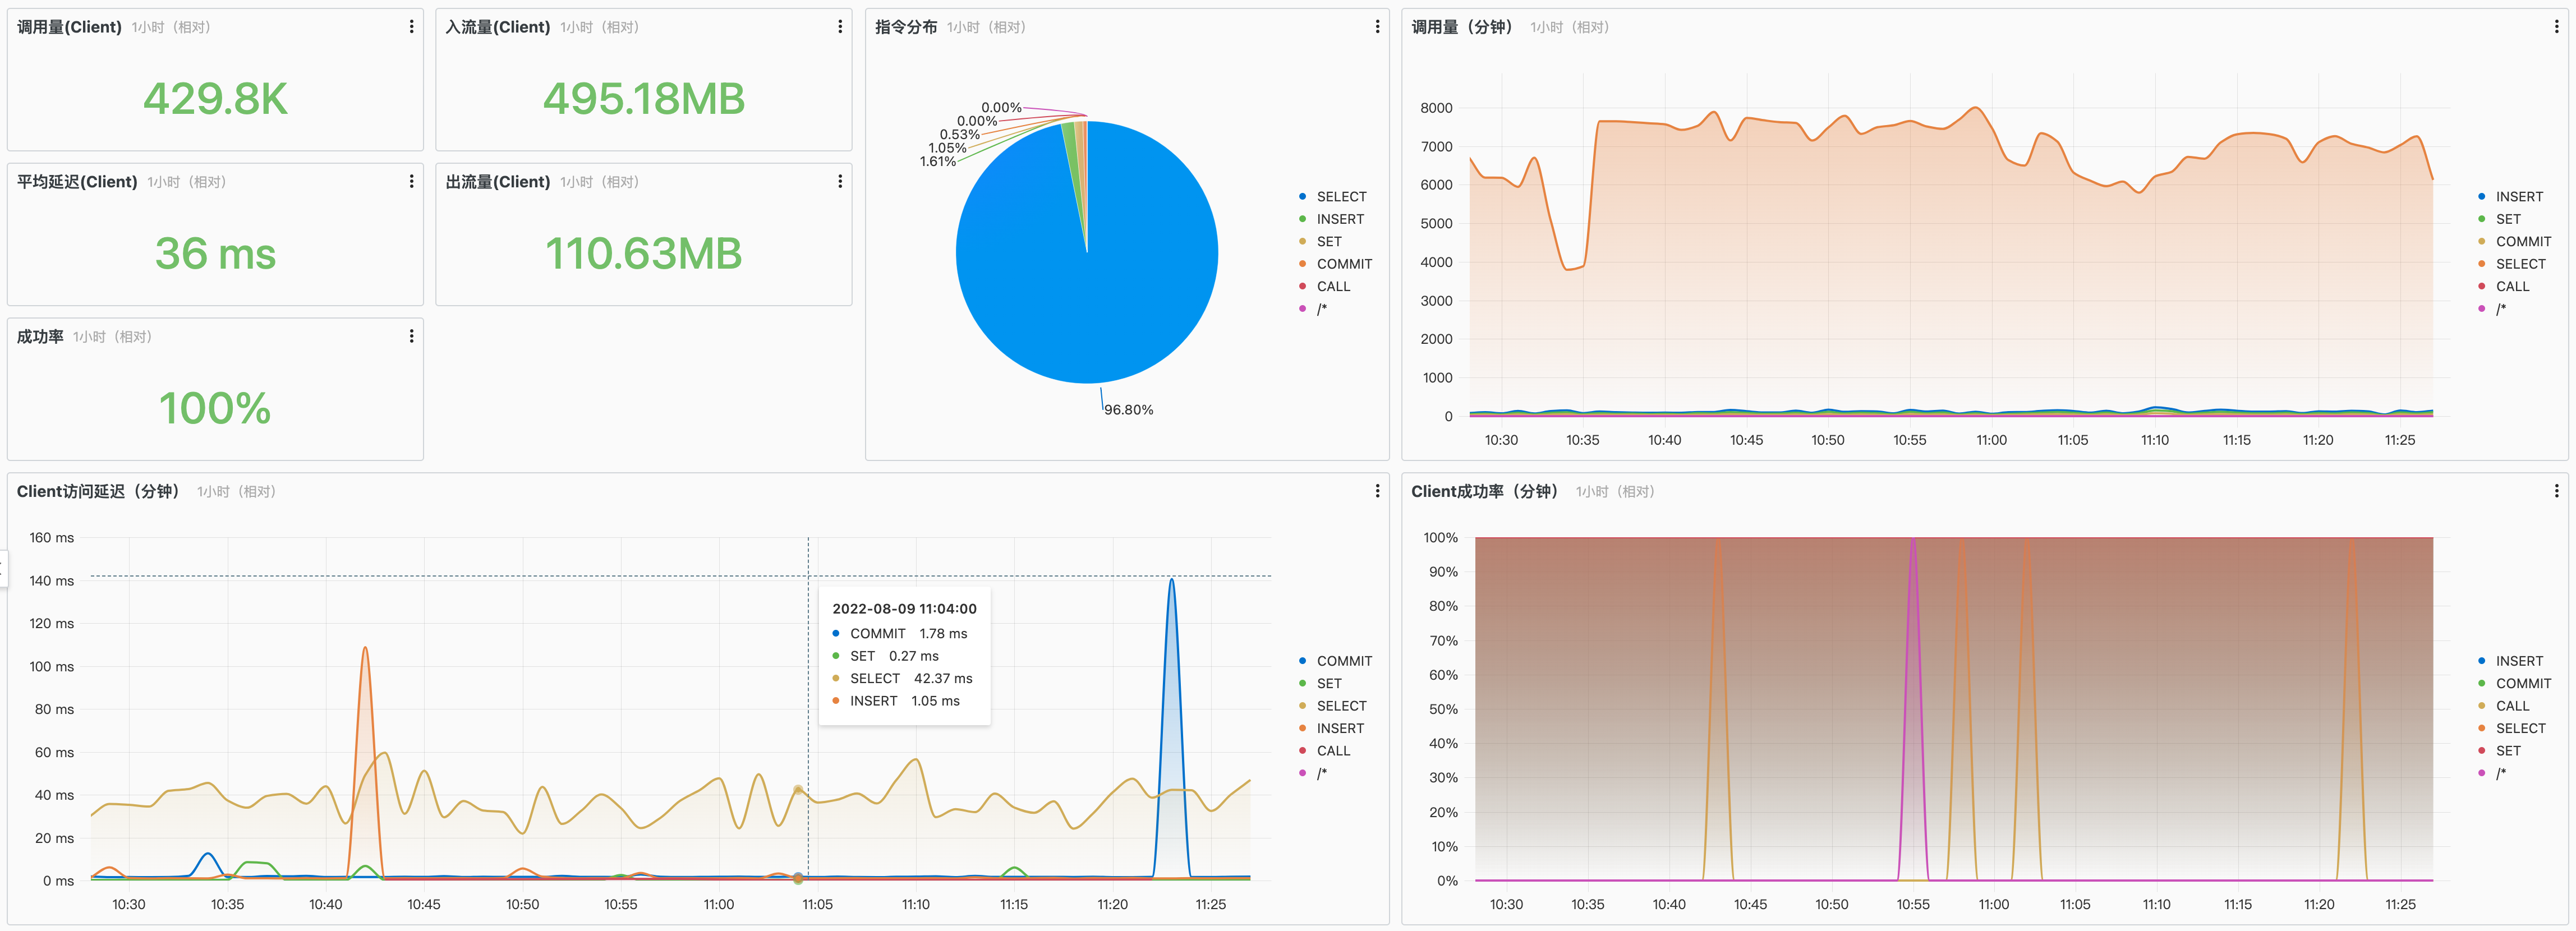 调用量(Client) 1小时（相对）
429.8K
入流量(Client) 1小时（相对）
495.18MB
平均延迟(Client) 1小时（相对）
36 ms
出流量(Client) 1小时（相对）
110.63MB
成功率 1小时（相对）
100%
指令分布 1小时（相对）
0.00%
0.00%
0.53%
1.05%
1.61%
96.80%
SELECT
INSERT
SET
COMMIT
CALL
/*
调用量（分钟） 1小时（相对）
8000
7000
6000
5000
4000
3000
2000
1000
0
10:30 10:35 10:40 10:45 10:50 10:55 11:00 11:05 11:10 11:15 11:20 11:25
INSERT
SET
COMMIT
SELECT
CALL
/*
Client访问延迟（分钟） 1小时（相对）
160 ms
140 ms
120 ms
100 ms
80 ms
60 ms
40 ms
20 ms
0 ms
10:30 10:35 10:40 10:45 10:50 10:55 11:00 11:05 11:10 11:15 11:20 11:25
2022-08-09 11:04:00
COMMIT 1.78 ms
SET 0.27 ms
SELECT 42.37 ms
INSERT 1.05 ms
COMMIT
SET
SELECT
INSERT
CALL
/*
Client成功率（分钟） 1小时（相对）
100%
90%
80%
70%
60%
50%
40%
30%
20%
10%
0%
10:30 10:35 10:40 10:45 10:50 10:55 11:00 11:05 11:10 11:15 11:20 11:25
INSERT
COMMIT
CALL
SELECT
SET
/*